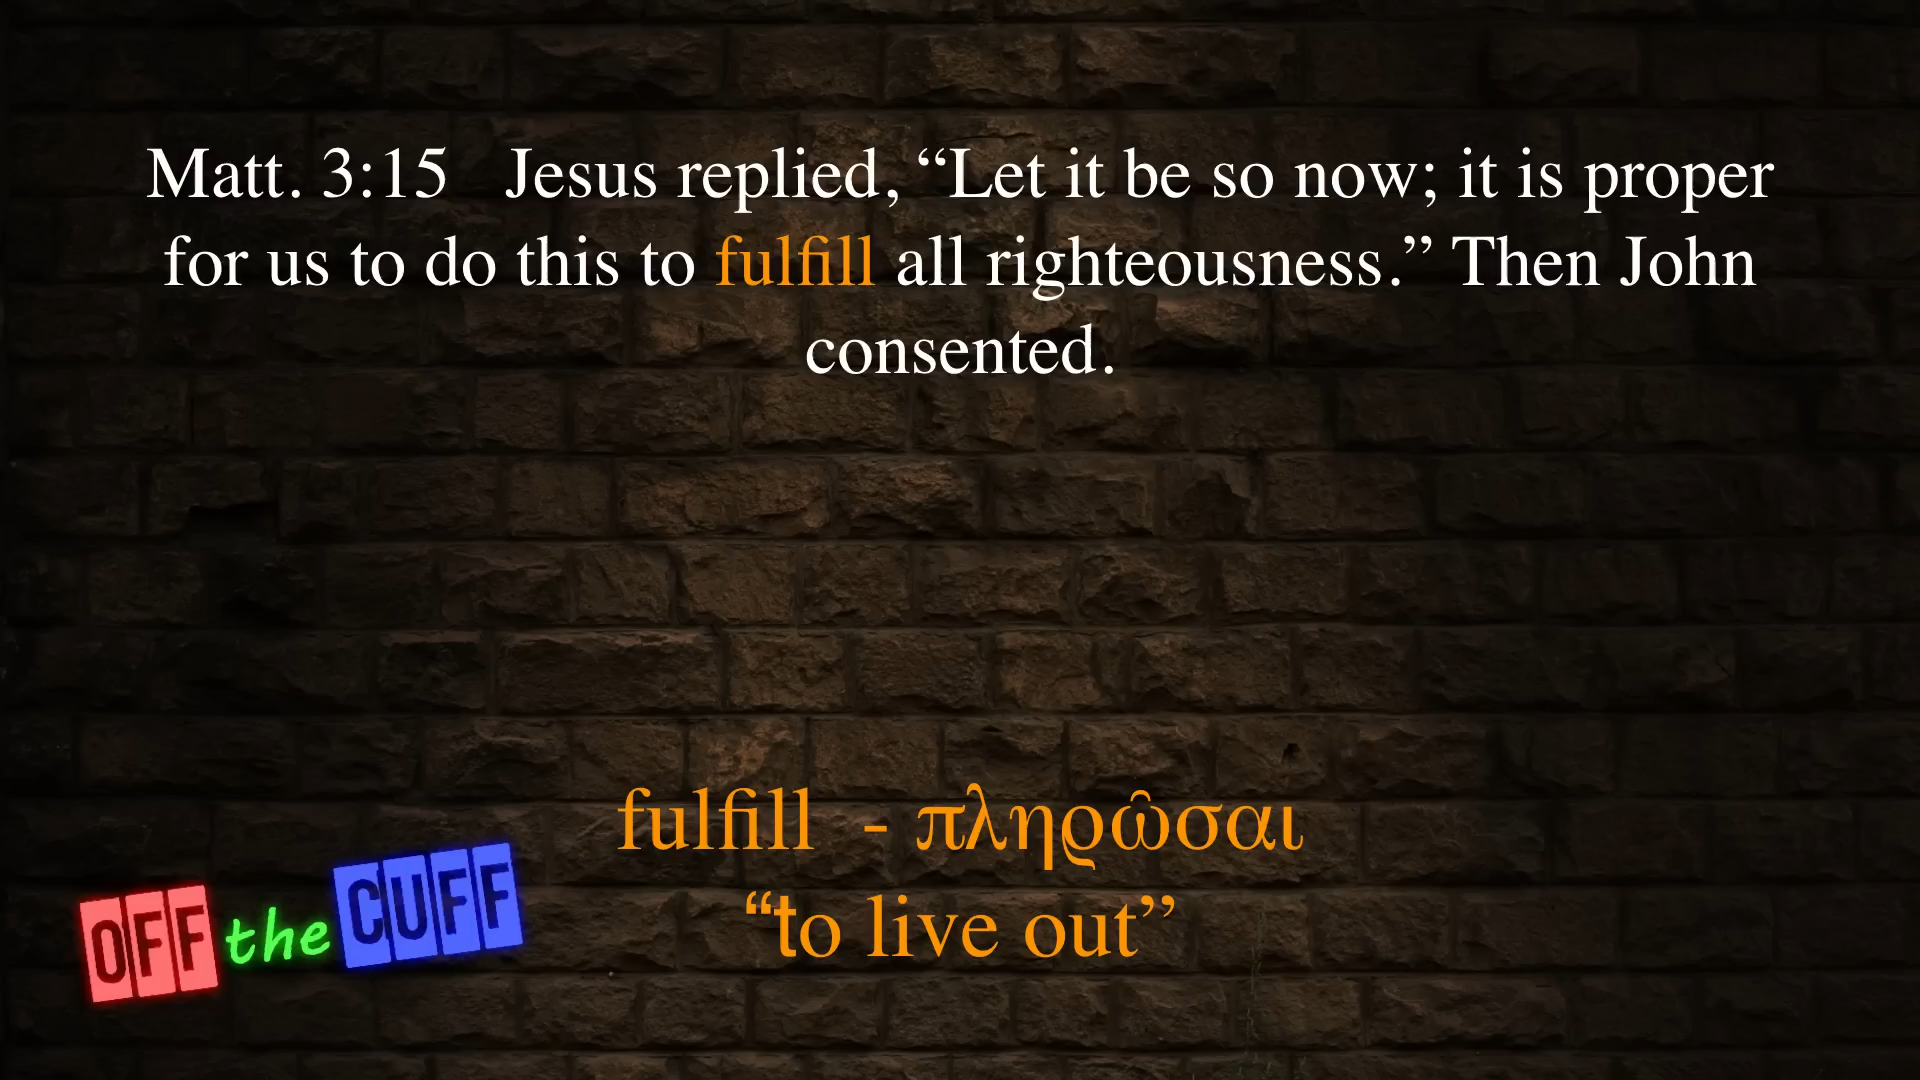 Matt. 3:15   Jesus replied, “Let it be so now; it is proper
for us to do this to fulfill all righteousness.” Then John
consented.
fulfill  - πληρῶσαι
“to live out”
OFF the CUFF